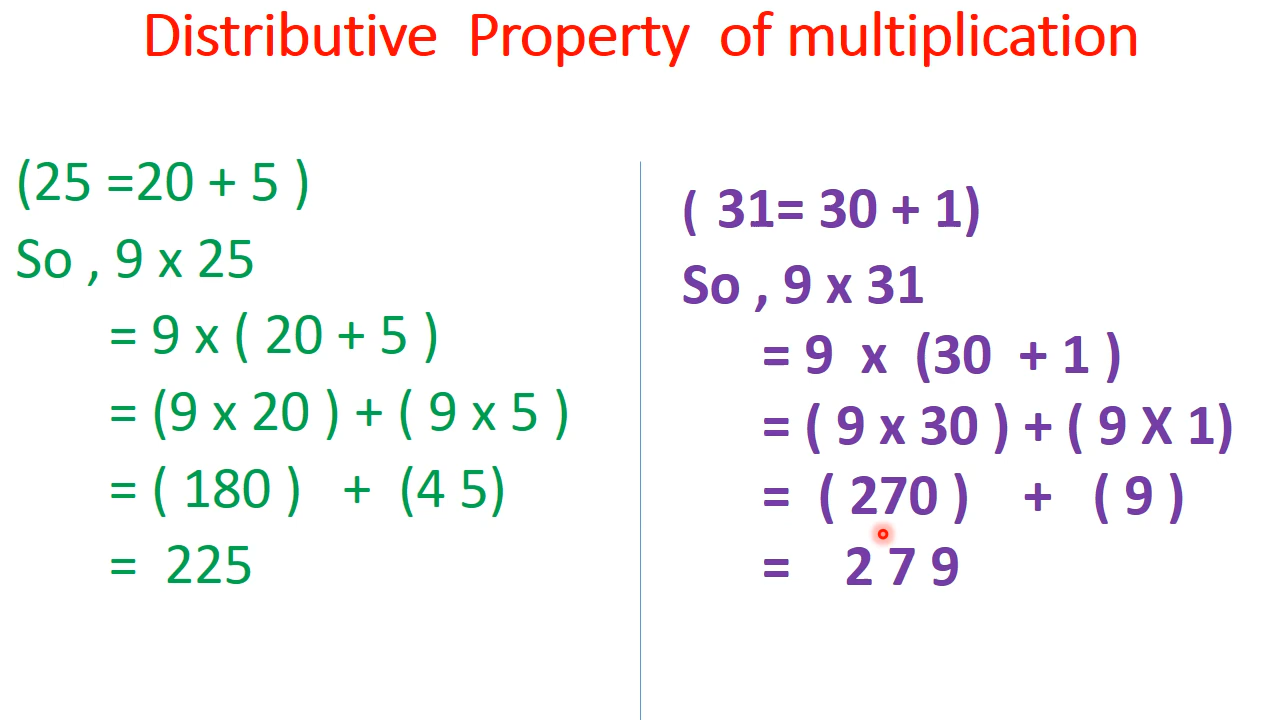 Distributive Property of multiplication
(25 =20 + 5 )
So , 9 x 25
= 9 x ( 20 + 5 )
= (9 x 20 ) + ( 9 x 5 )
= ( 180 ) + (4 5)
= 225
( 31= 30 + 1)
So , 9 x 31
= 9 x (30 + 1 )
= ( 9 x 30 ) + ( 9 X 1)
= ( 270 ) + ( 9 )
= 2 7 9